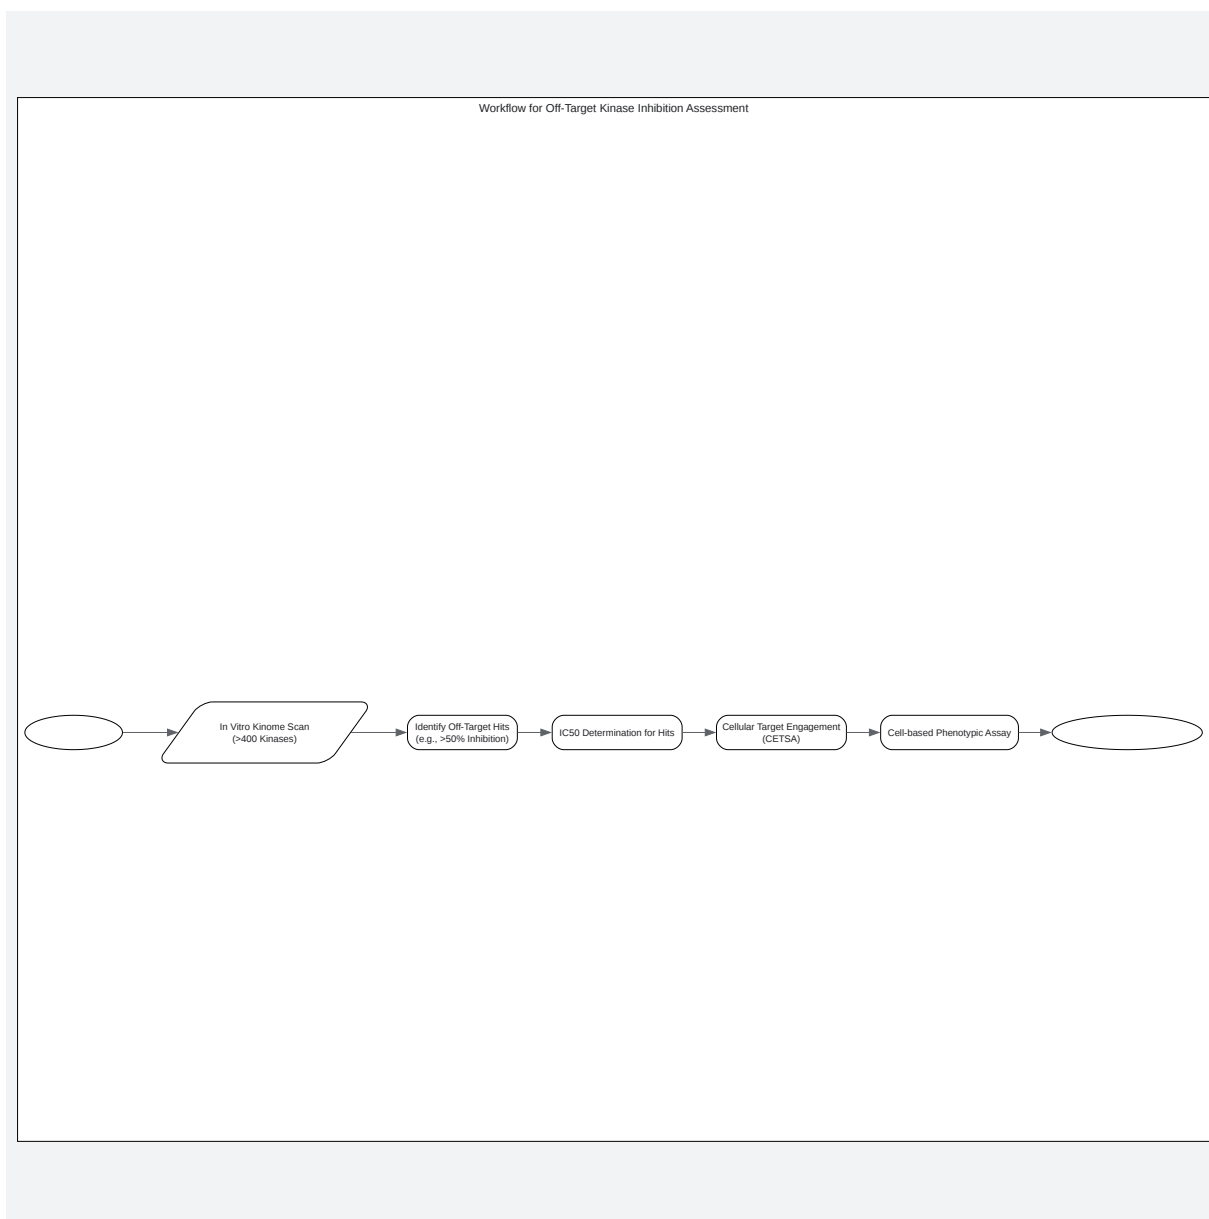 Workflow for Off-Target Kinase Inhibition Assessment
In Vitro Kinome Scan
(>400 Kinases)
Identify Off-Target Hits
(e.g., >50% Inhibition)
IC50 Determination for Hits
Cellular Target Engagement
(CETSA)
Cell-based Phenotypic Assay